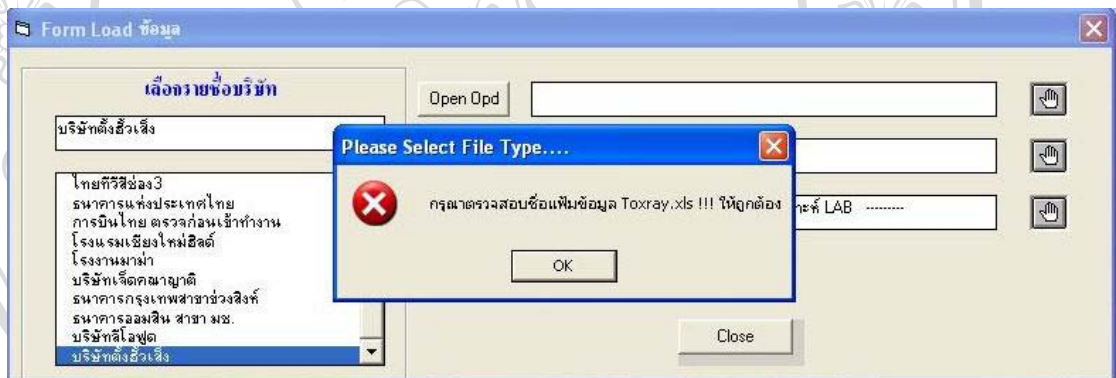 Form Load ข้อมูล
เลือกรายชื่อบริษัท
บริษัทตั้งฮั้วเส็ง
ไทยทีวีสีช่อง3
ธนาคารแห่งประเทศไทย
การบินไทย ตรวจก่อนเข้าทำงาน
โรงแรมเชียงใหม่ฮิลล์
โรงงานมาม่า
บริษัทเจ็ดคณาญาติ
ธนาคารกรุงเทพสาขาข่วงสิงห์
ธนาคารออมสิน สาขา มช.
บริษัทลีโอฟูด
บริษัทตั้งฮั้วเส็ง
Open Opd
Please Select File Type....
กรุณาตรวจสอบชื่อแฟ้มข้อมูล Toxray.xls !!! ให้ถูกต้อง
OK
าะห์ LAB ---------
Close